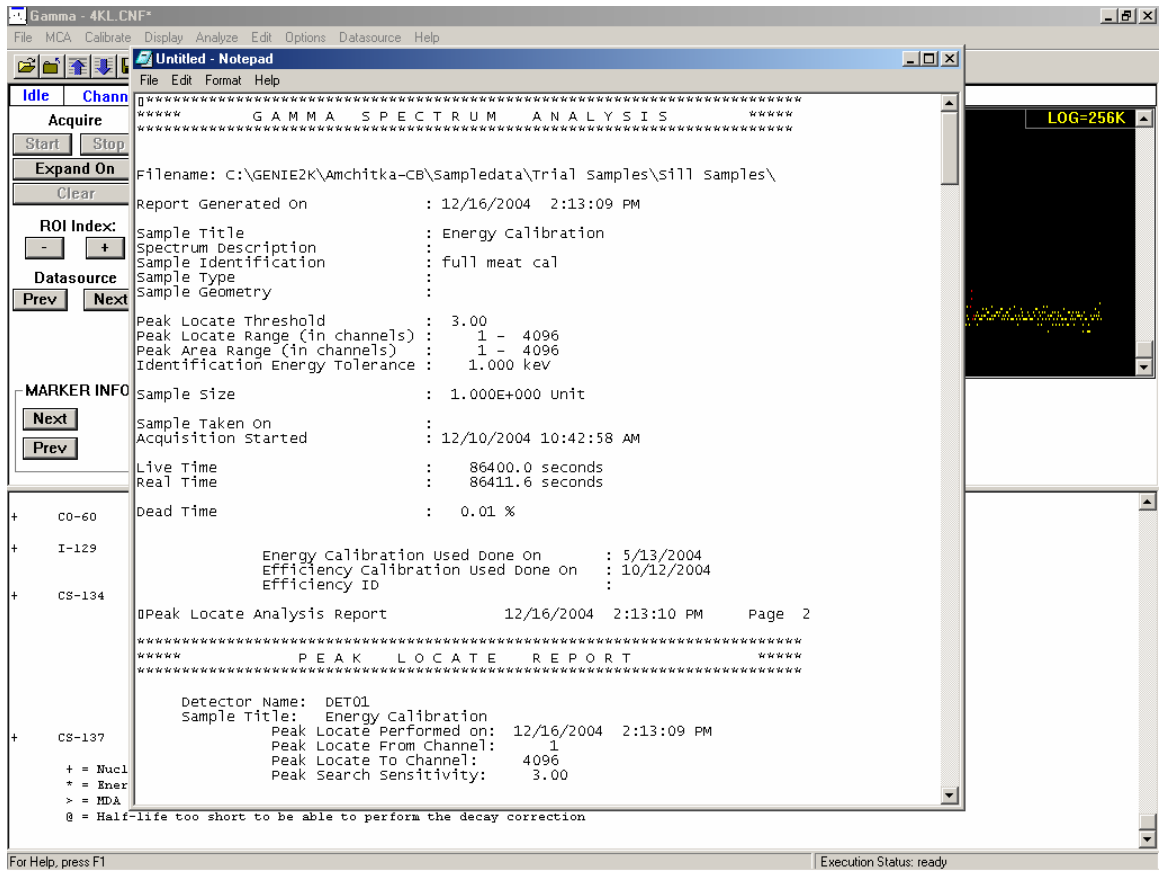 Gamma - 4KL.CNF*
File MCA Calibrate Display Analyze Edit Options Datasource Help
Idle Chann
Acquire
Start Stop
Expand On
Clear
ROI Index:
- +
Datasource
Prev Next
MARKER INFO
Next
Prev
LOG=256K
Untitled - Notepad
File Edit Format Help
*************************************************************************
***** G A M M A S P E C T R U M A N A L Y S I S *****
*************************************************************************
Filename: C:\GENIE2K\Amchitka-CB\Sampledata\Trial Samples\Sill Samples\
Report Generated On : 12/16/2004 2:13:09 PM
Sample Title : Energy Calibration
Spectrum Description :
Sample Identification : full meat cal
Sample Type :
Sample Geometry :
Peak Locate Threshold : 3.00
Peak Locate Range (in channels) : 1 - 4096
Peak Area Range (in channels) : 1 - 4096
Identification Energy Tolerance : 1.000 keV
Sample Size : 1.000E+000 Unit
Sample Taken On :
Acquisition Started : 12/10/2004 10:42:58 AM
Live Time : 86400.0 seconds
Real Time : 86411.6 seconds
Dead Time : 0.01 %
Energy Calibration Used Done On : 5/13/2004
Efficiency Calibration Used Done On : 10/12/2004
Efficiency ID :
Peak Locate Analysis Report 12/16/2004 2:13:10 PM Page 2
*************************************************************************
***** P E A K L O C A T E R E P O R T *****
*************************************************************************
Detector Name: DET01
Sample Title: Energy Calibration
Peak Locate Performed on: 12/16/2004 2:13:09 PM
Peak Locate From Channel: 1
Peak Locate To Channel: 4096
Peak Search Sensitivity: 3.00
+ CO-60
+ I-129
+ CS-134
+ CS-137
+ = Nucl
* = Ener
> = MDA
@ = Half-life too short to be able to perform the decay correction
For Help, press F1
Execution Status: ready